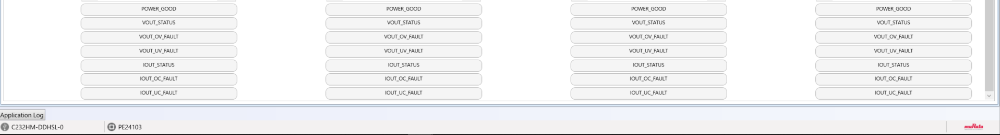 POWER_GOOD POWER_GOOD POWER_GOOD POWER_GOOD
VOUT_STATUS VOUT_STATUS VOUT_STATUS VOUT_STATUS
VOUT_OV_FAULT VOUT_OV_FAULT VOUT_OV_FAULT VOUT_OV_FAULT
VOUT_UV_FAULT VOUT_UV_FAULT VOUT_UV_FAULT VOUT_UV_FAULT
IOUT_STATUS IOUT_STATUS IOUT_STATUS IOUT_STATUS
IOUT_OC_FAULT IOUT_OC_FAULT IOUT_OC_FAULT IOUT_OC_FAULT
IOUT_UC_FAULT IOUT_UC_FAULT IOUT_UC_FAULT IOUT_UC_FAULT
Application Log
C232HM-DDHSL-0 PE24103 muRata